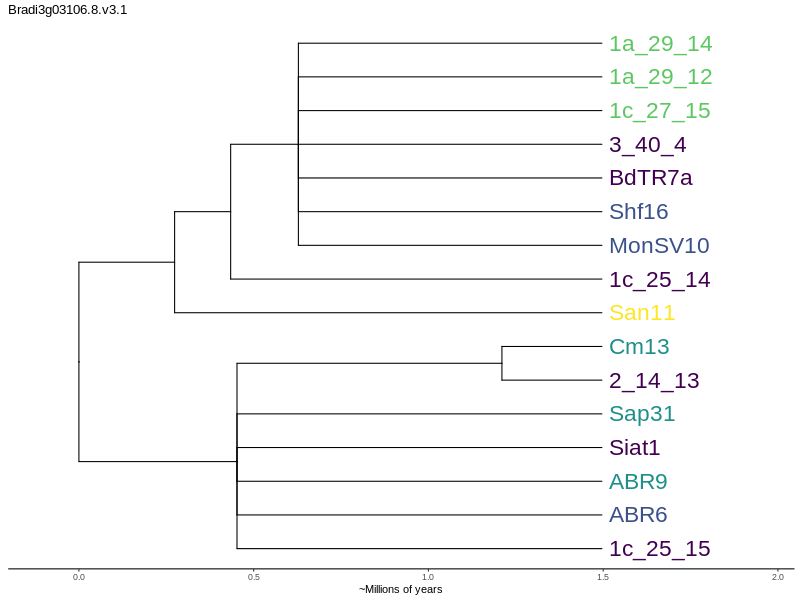 Bradi3g03106.8.v3.1
1a_29_14
1a_29_12
1c_27_15
3_40_4
BdTR7a
Shf16
MonSV10
1c_25_14
San11
Cm13
2_14_13
Sap31
Siat1
ABR9
ABR6
1c_25_15
0.0 0.5 1.0 1.5 2.0
~Millions of years